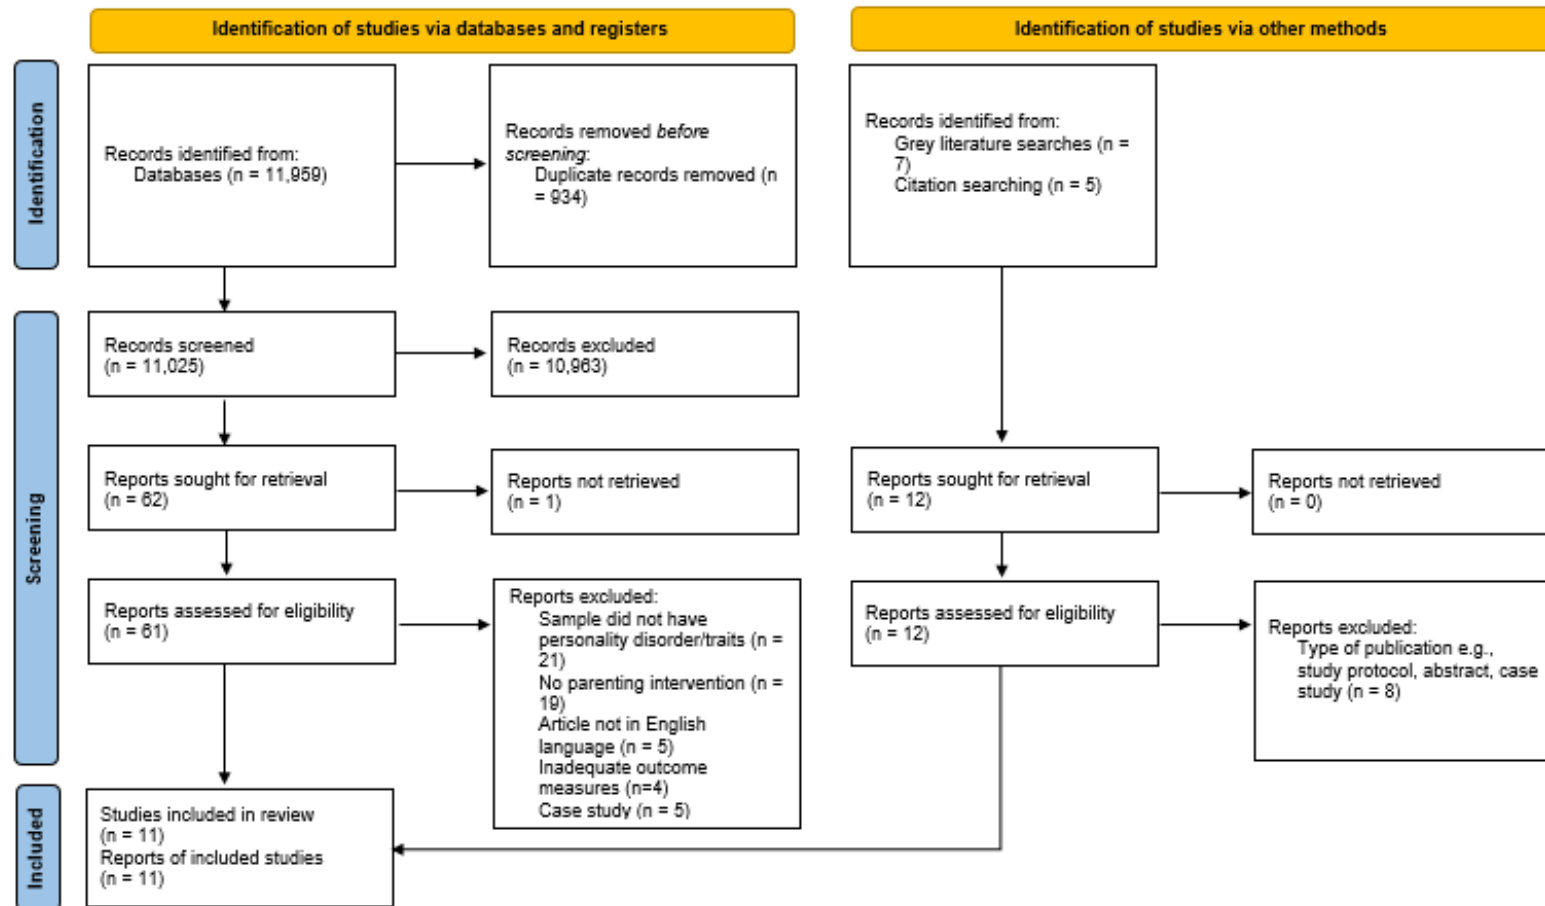 Identification of studies via databases and registers
Identification of studies via other methods
Identification
Records identified from:
Databases (n = 11,959)
Records removed before
screening:
Duplicate records removed (n
= 934)
Records identified from:
Grey literature searches (n =
7)
Citation searching (n = 5)
Screening
Records screened
(n = 11,025)
Records excluded
(n = 10,963)
Reports sought for retrieval
(n = 62)
Reports not retrieved
(n = 1)
Reports sought for retrieval
(n = 12)
Reports not retrieved
(n = 0)
Reports assessed for eligibility
(n = 61)
Reports excluded:
Sample did not have
personality disorder/traits (n =
21)
No parenting intervention (n =
19)
Article not in English
language (n = 5)
Inadequate outcome
measures (n=4)
Case study (n = 5)
Reports assessed for eligibility
(n = 12)
Reports excluded:
Type of publication e.g.,
study protocol, abstract, case
study (n = 8)
Included
Studies included in review
(n = 11)
Reports of included studies
(n = 11)